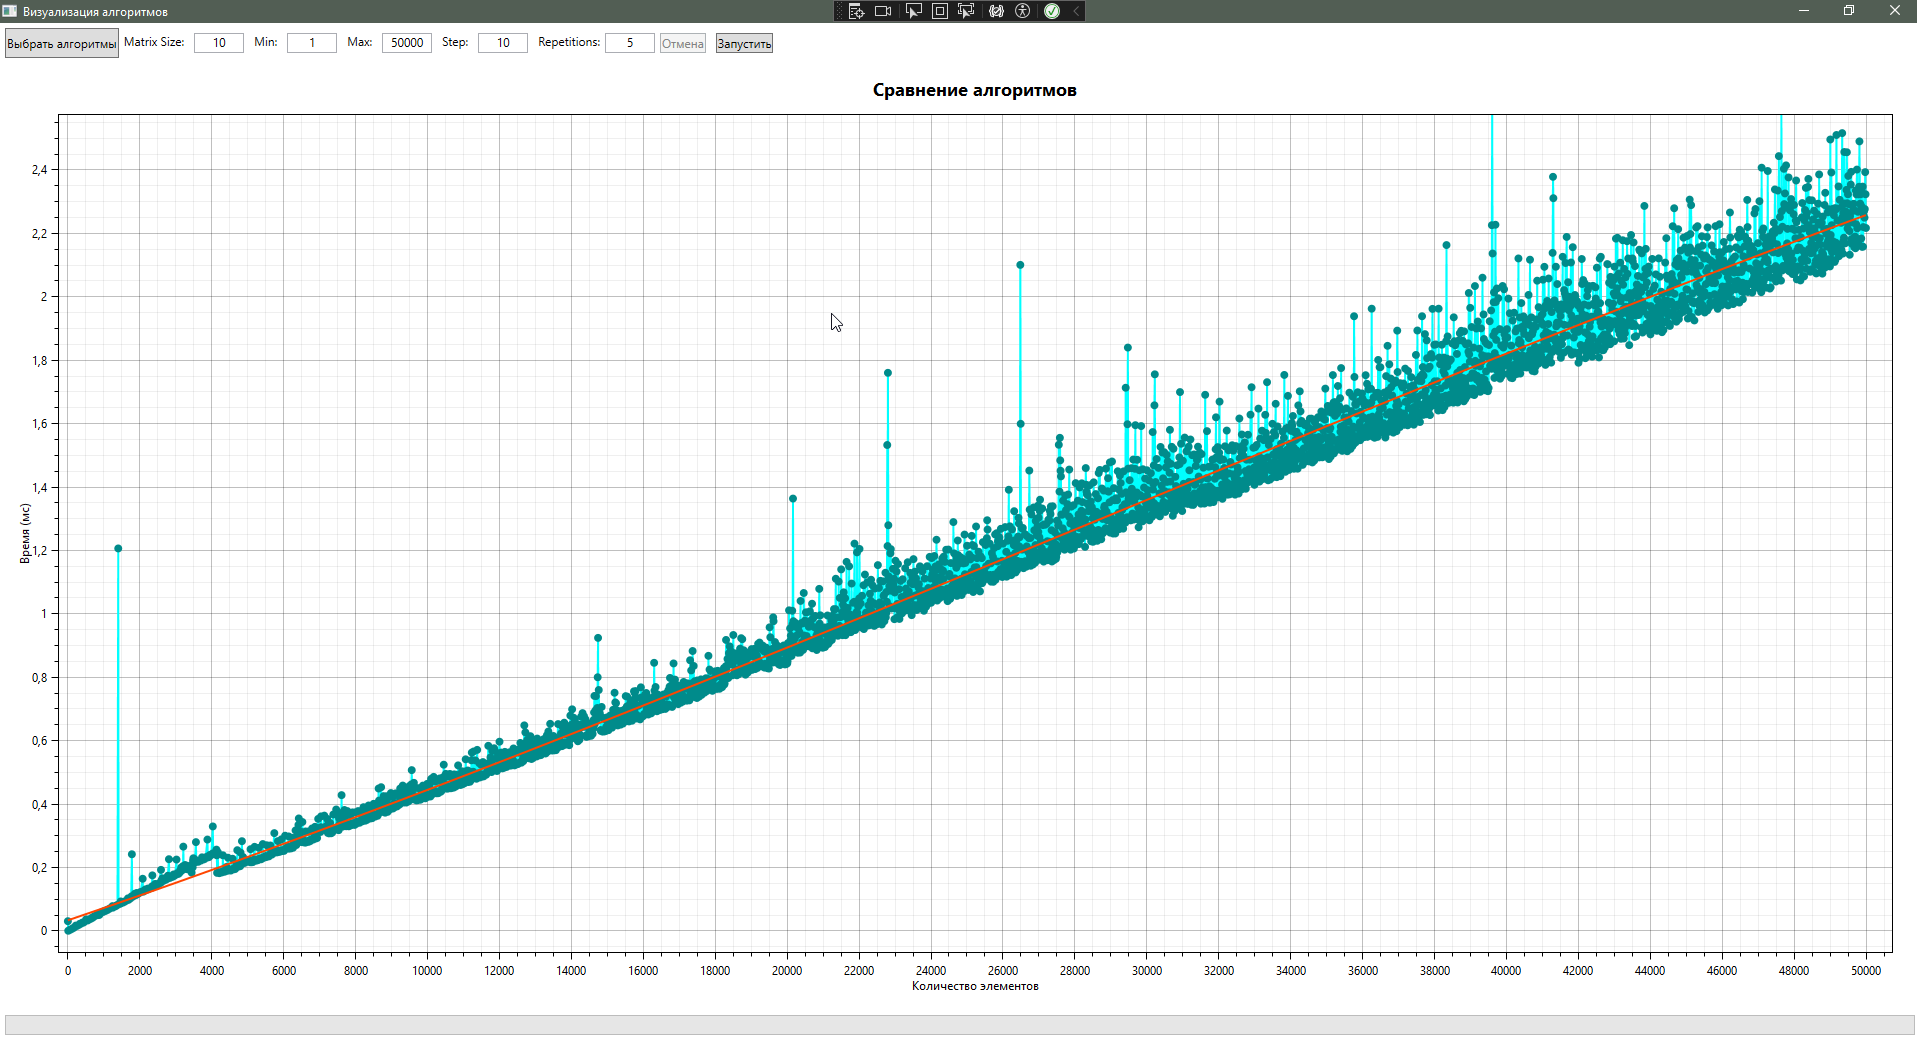 Визуализация алгоритмов
Выбрать алгоритмы Matrix Size: 10 Min: 1 Max: 50000 Step: 10 Repetitions: 5 Отмена Запустить
Сравнение алгоритмов
2,4
2,2
2
1,8
1,6
1,4
1,2
1
0,8
0,6
0,4
0,2
0
Время (мс)
0 2000 4000 6000 8000 10000 12000 14000 16000 18000 20000 22000 24000 26000 28000 30000 32000 34000 36000 38000 40000 42000 44000 46000 48000 50000
Количество элементов